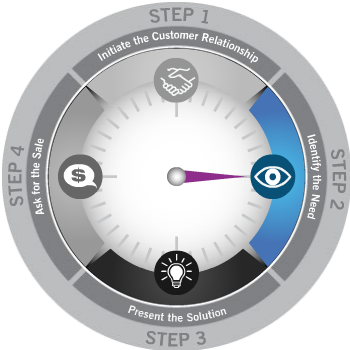 STEP 1
Initiate the Customer Relationship
STEP 2
Identify the Need
STEP 3
Present the Solution
STEP 4
Ask for the Sale
$